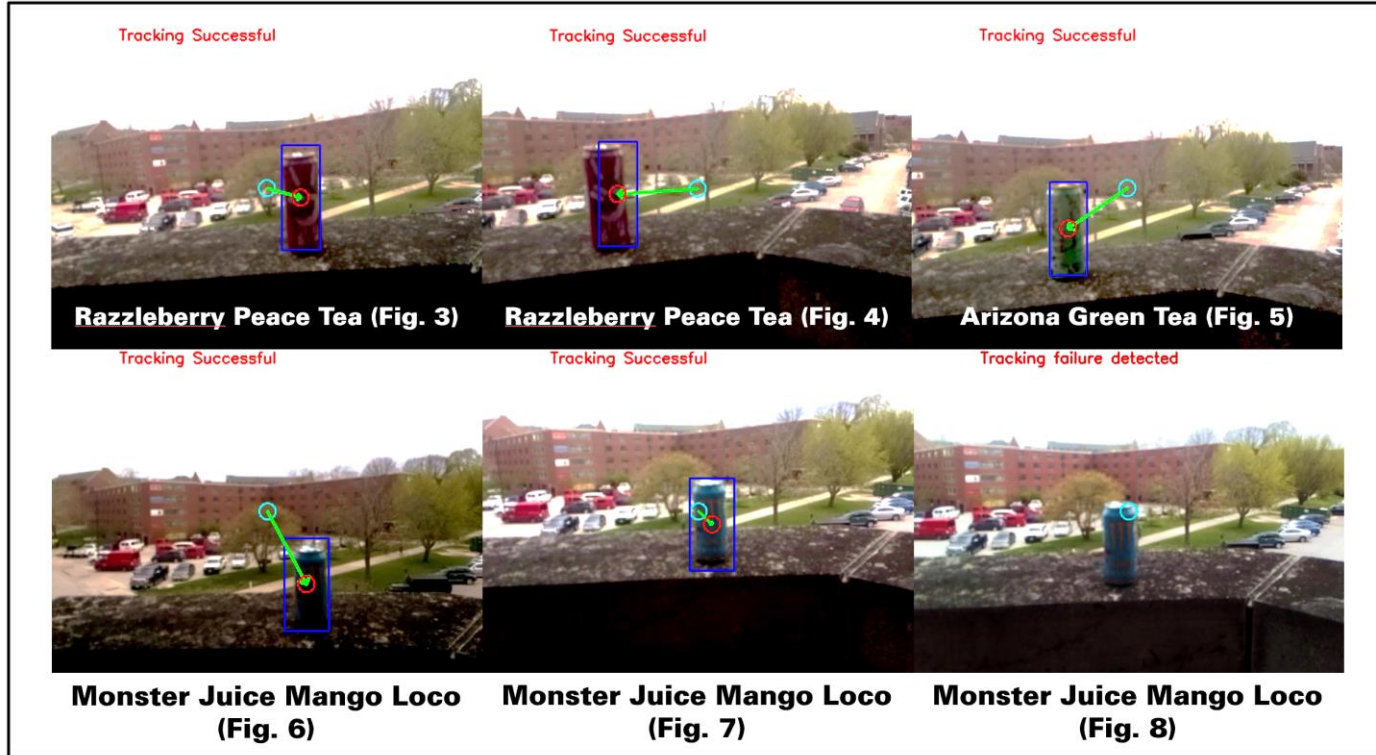 Tracking Successful
Tracking Successful
Tracking Successful
Razzleberry Peace Tea (Fig. 3)
Razzleberry Peace Tea (Fig. 4)
Arizona Green Tea (Fig. 5)
Tracking Successful
Tracking Successful
Tracking failure detected
Monster Juice Mango Loco
(Fig. 6)
Monster Juice Mango Loco
(Fig. 7)
Monster Juice Mango Loco
(Fig. 8)